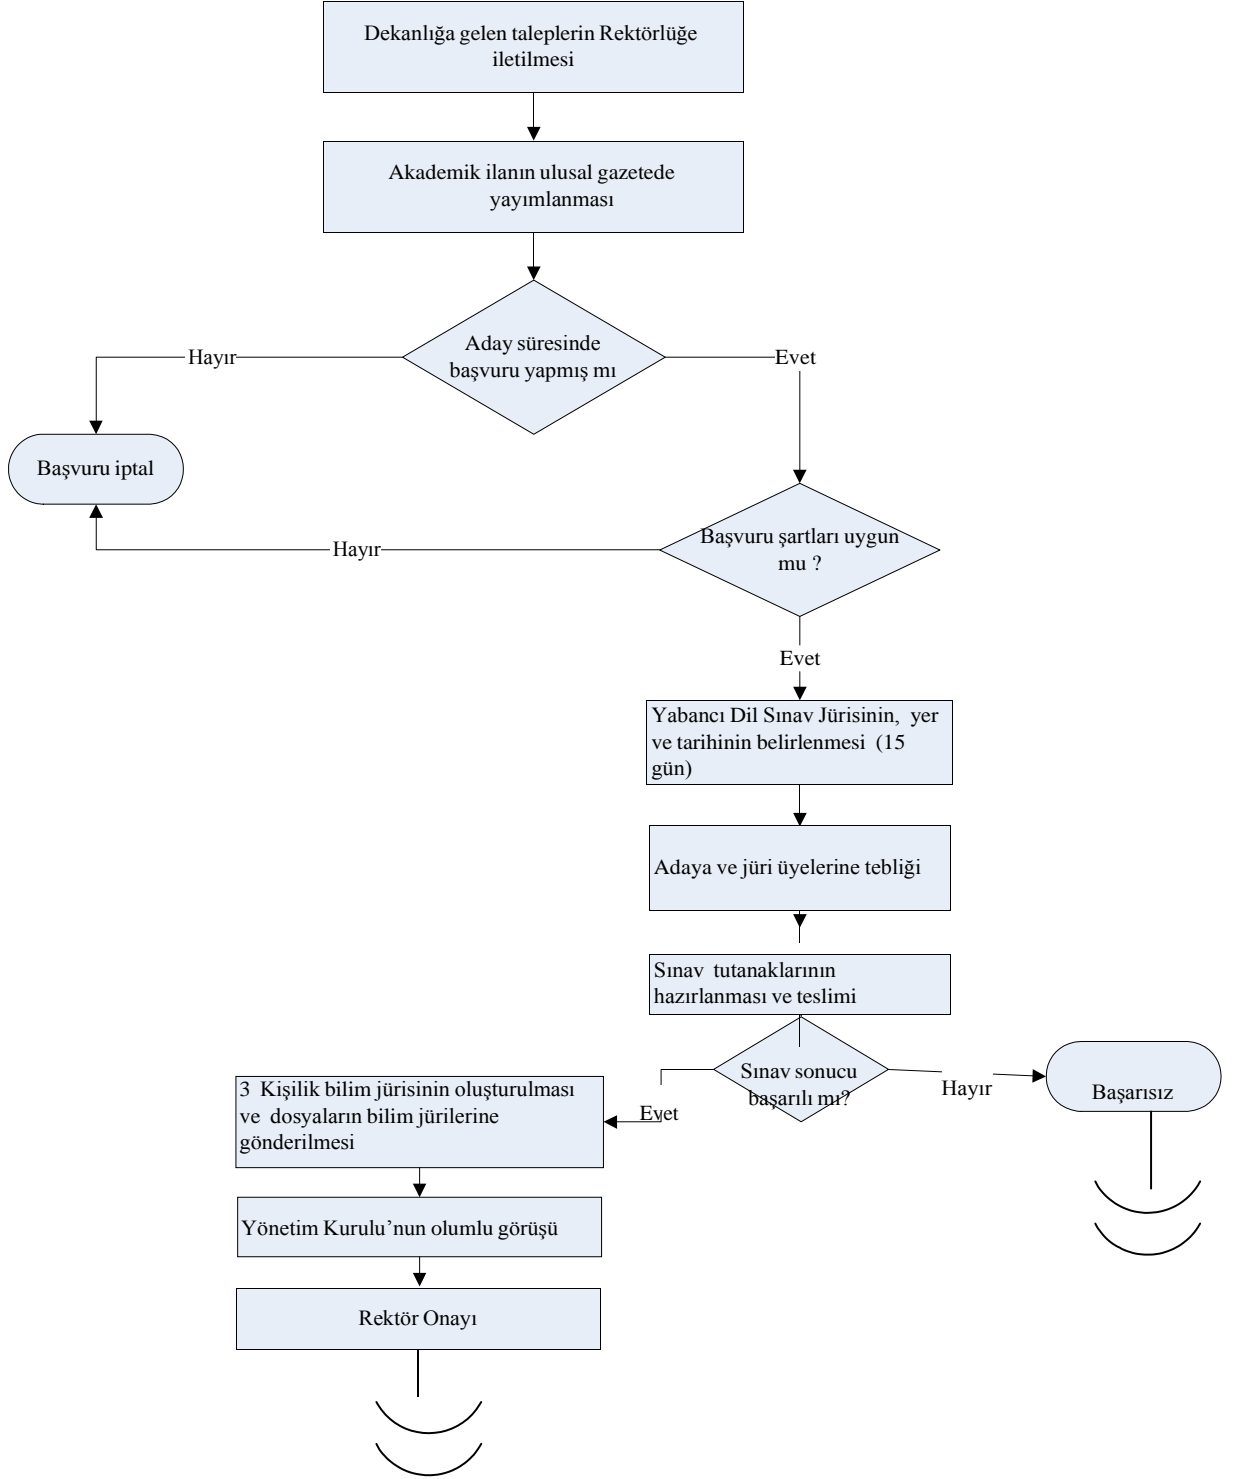 Dekanlığa gelen taleplerin Rektörlüğe
iletilmesi
Akademik ilanın ulusal gazetede
yayımlanması
Aday süresinde
başvuru yapmış mı
Hayır
Evet
Başvuru iptal
Başvuru şartları uygun
mu ?
Hayır
Evet
Yabancı Dil Sınav Jürisinin, yer
ve tarihinin belirlenmesi (15
gün)
Adaya ve jüri üyelerine tebliği
Sınav tutanaklarının
hazırlanması ve teslimi
Sınav sonucu
başarılı mı?
Hayır
Başarısız
Evet
3 Kişilik bilim jürisinin oluşturulması
ve dosyaların bilim jürilerine
gönderilmesi
Yönetim Kurulu’nun olumlu görüşü
Rektör Onayı